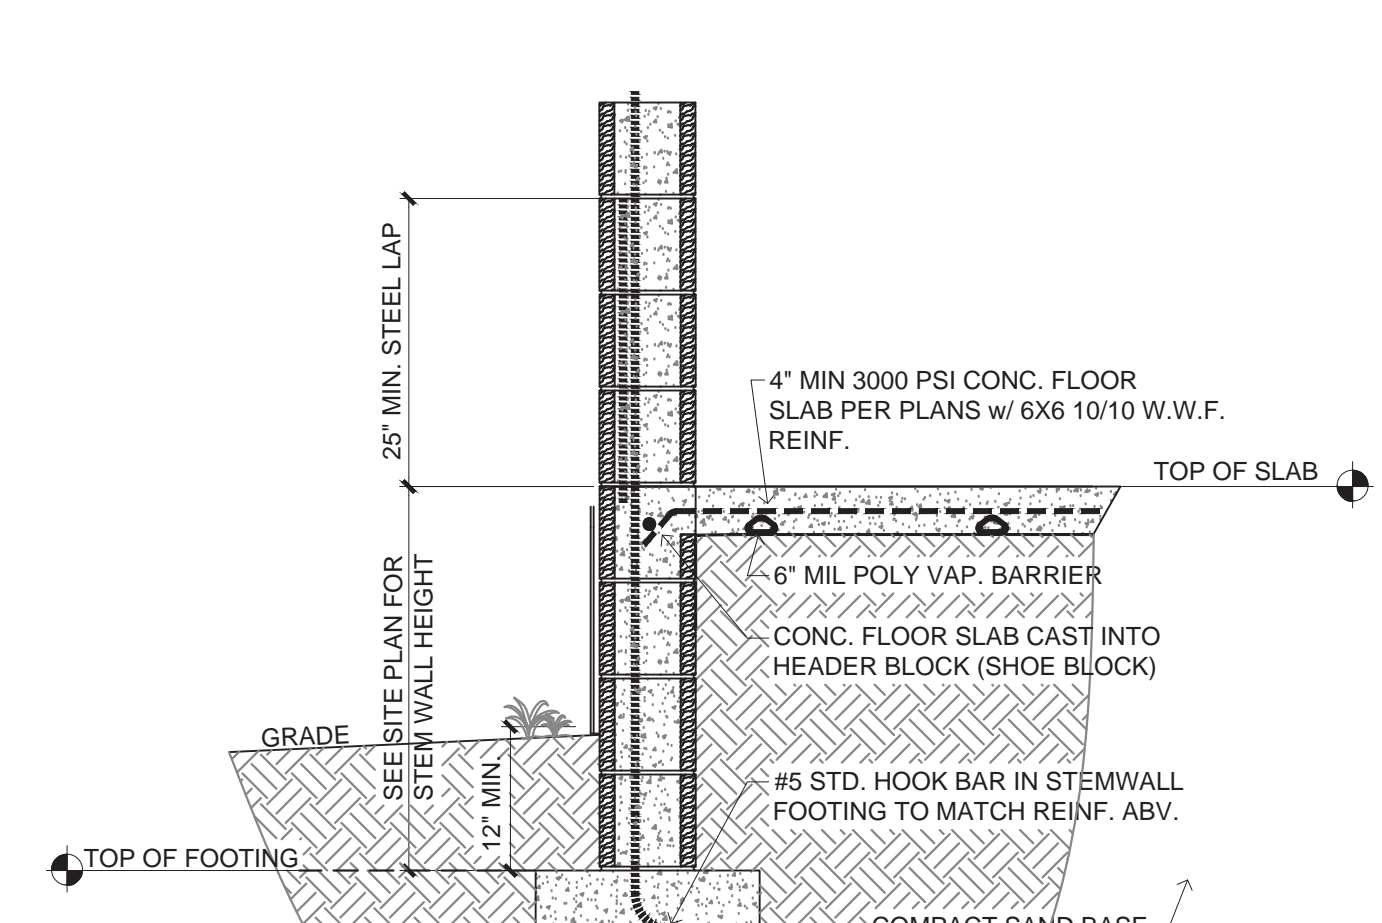 25" MIN. STEEL LAP
4" MIN 3000 PSI CONC. FLOOR
SLAB PER PLANS w/ 6X6 10/10 W.W.F.
REINF.
TOP OF SLAB
6" MIL POLY VAP. BARRIER
CONC. FLOOR SLAB CAST INTO
HEADER BLOCK (SHOE BLOCK)
SEE SITE PLAN FOR
STEM WALL HEIGHT
GRADE
12" MIN.
#5 STD. HOOK BAR IN STEMWALL
FOOTING TO MATCH REINF. ABV.
TOP OF FOOTING
COMPACT SAND BASE